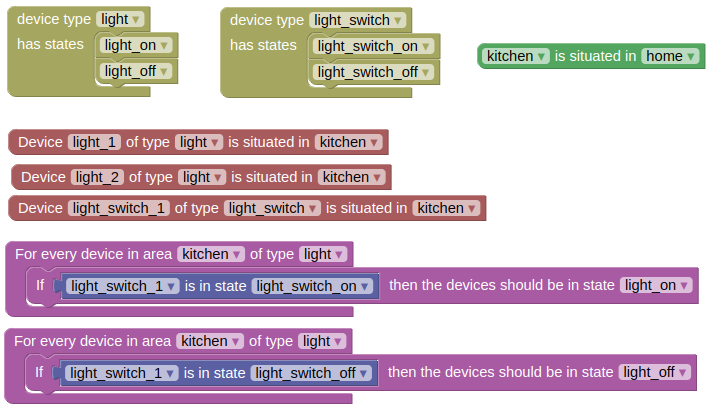 device type light
has states light_on
light_off
device type light_switch
has states light_switch_on
light_switch_off
kitchen is situated in home
Device light_1 of type light is situated in kitchen
Device light_2 of type light is situated in kitchen
Device light_switch_1 of type light_switch is situated in kitchen
For every device in area kitchen of type light
If light_switch_1 is in state light_switch_on then the devices should be in state light_on
For every device in area kitchen of type light
If light_switch_1 is in state light_switch_off then the devices should be in state light_off